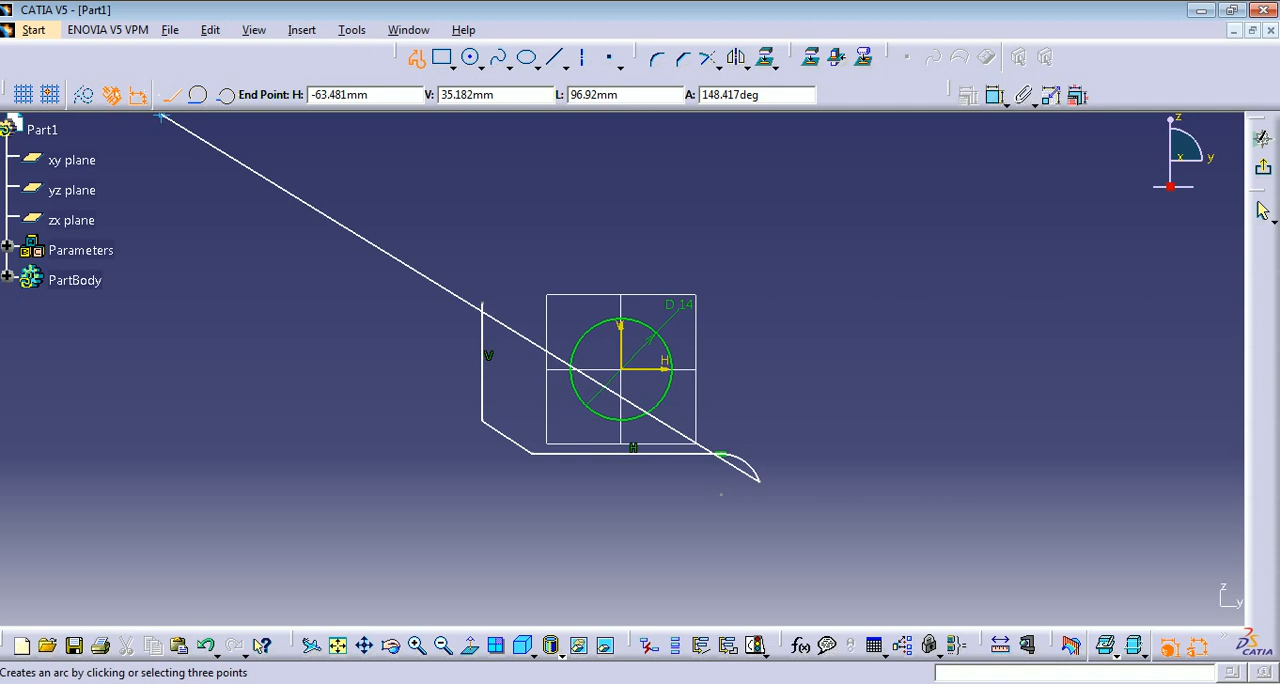 CATIA V5 - [Part1]
Start ENOVIA V5 VPM File Edit View Insert Tools Window Help
End Point: H: -63.481mm V: 35.182mm L: 96.92mm A: 148.417deg
Part1
xy plane
yz plane
zx plane
Parameters
PartBody
z
x
y
D 14
V
H
V
H
z
y
f(x)
CATIA
Creates an arc by clicking or selecting three points